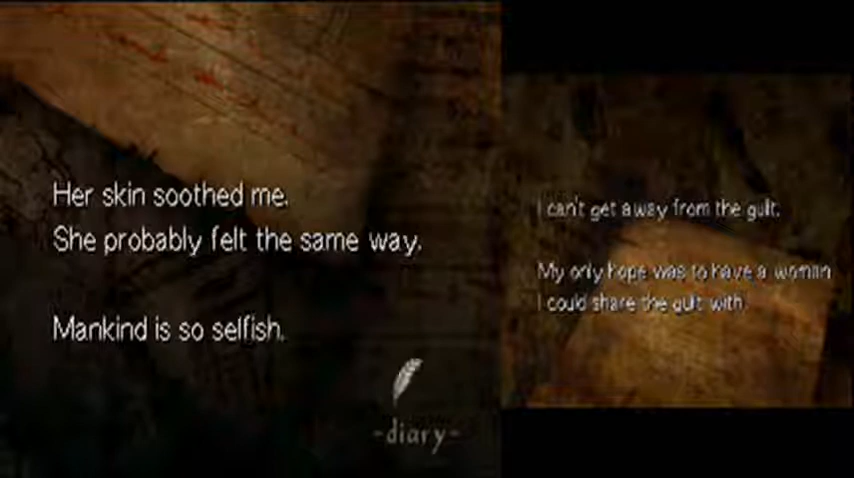 Her skin soothed me.
She probably felt the same way.
Mankind is so selfish.
-diary-
I can't get away from the guilt.
My only hope was to have a woman
I could share the guilt with.